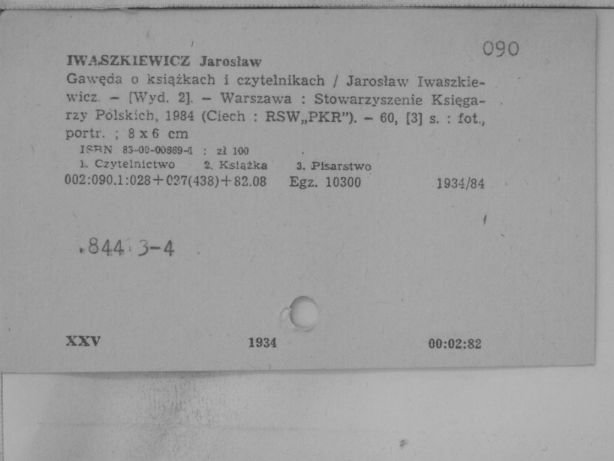 090
IWASZKIEWICZ Jarosław
Gawęda o książkach i czytelnikach / Jarosław Iwaszkie-
wicz. — [Wyd. 2]. — Warszawa : Stowarzyszenie Księga-
rzy Polskich, 1984 (Ciech : RSW„PKR”). — 60, [3] s. : fot.,
portr. ; 8 x 6 cm
ISBN 83-00-00869-4 : zł 100
1. Czytelnictwo 2. Książka 3. Pisarstwo
002:090.1:028+027(438)+82.08 Egz. 10300 1934/84
844 3-4
XXV 1934 00:02:82